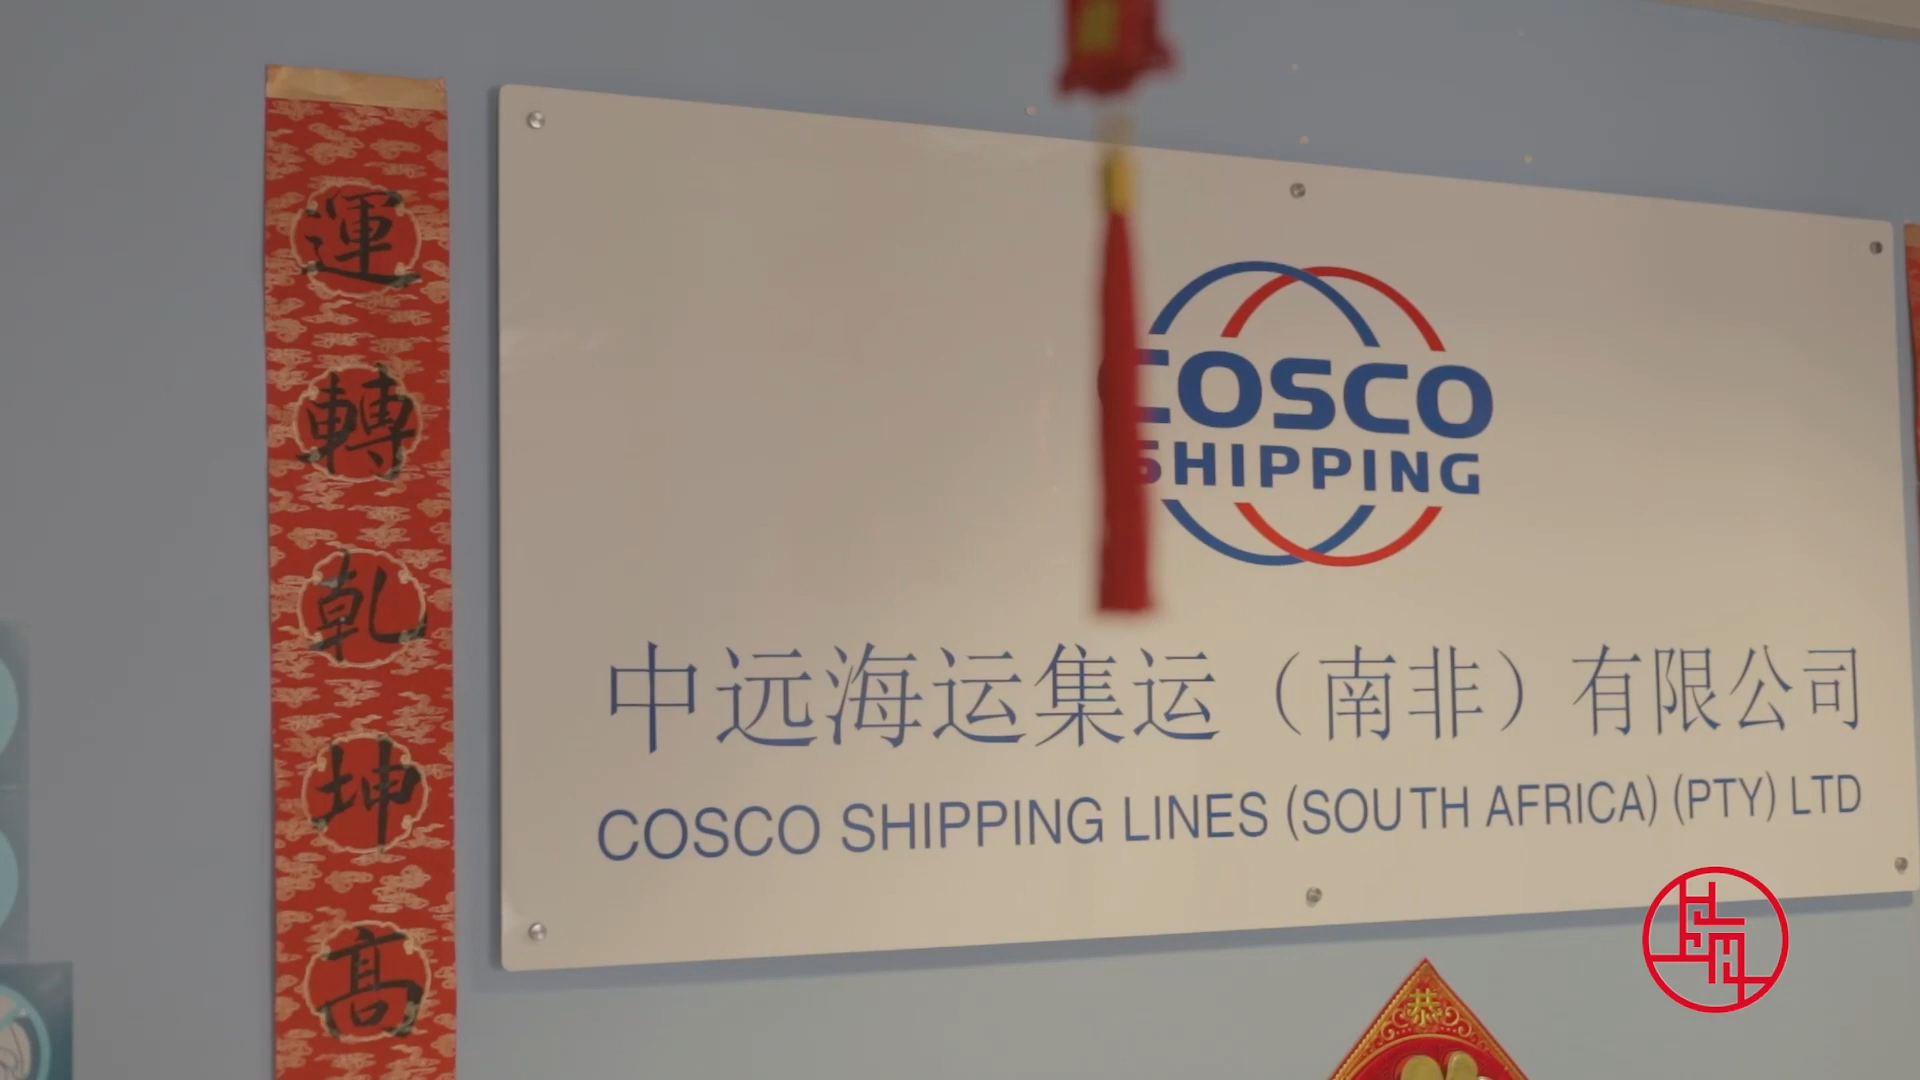 運轉乾坤高
COSCO
SHIPPING
中远海运集运（南非）有限公司
COSCO SHIPPING LINES (SOUTH AFRICA) (PTY) LTD
恭